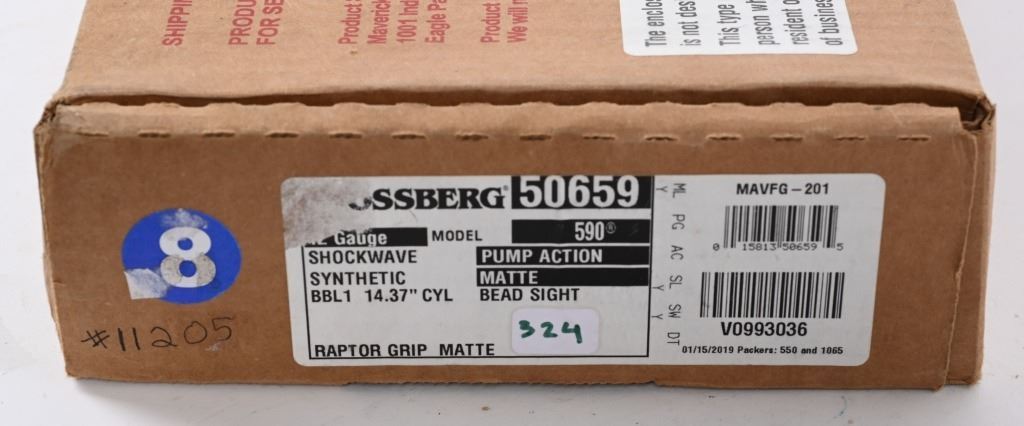 SHIPPIN
PRODU
FOR SE
Product
Maverick
1001 Ind
Eagle Pa
Product
We will r
The enclo
is not des
This type
person wh
resident o
of busines
8
#11205
SSBERG® 50659
12 Gauge MODEL 590®
SHOCKWAVE PUMP ACTION
SYNTHETIC MATTE
BBL1 14.37" CYL BEAD SIGHT
324
RAPTOR GRIP MATTE
ML PG AC SL SW DT
Y Y Y
MAVFG-201
0 15813 50659 5
V0993036
01/15/2019 Packers: 550 and 1065